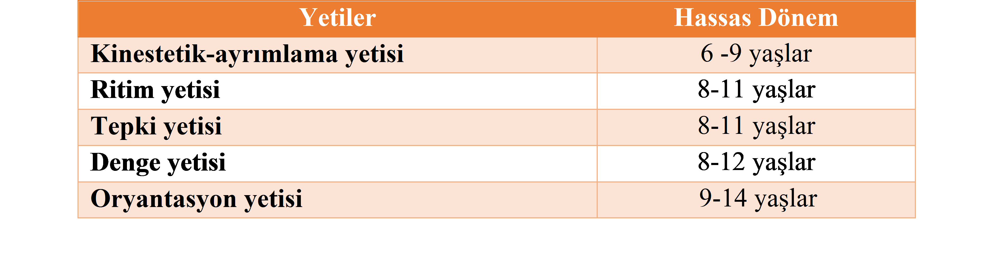 Yetiler Hassas Dönem
Kinestetik-ayrımlama yetisi 6 -9 yaşlar
Ritim yetisi 8-11 yaşlar
Tepki yetisi 8-11 yaşlar
Denge yetisi 8-12 yaşlar
Oryantasyon yetisi 9-14 yaşlar